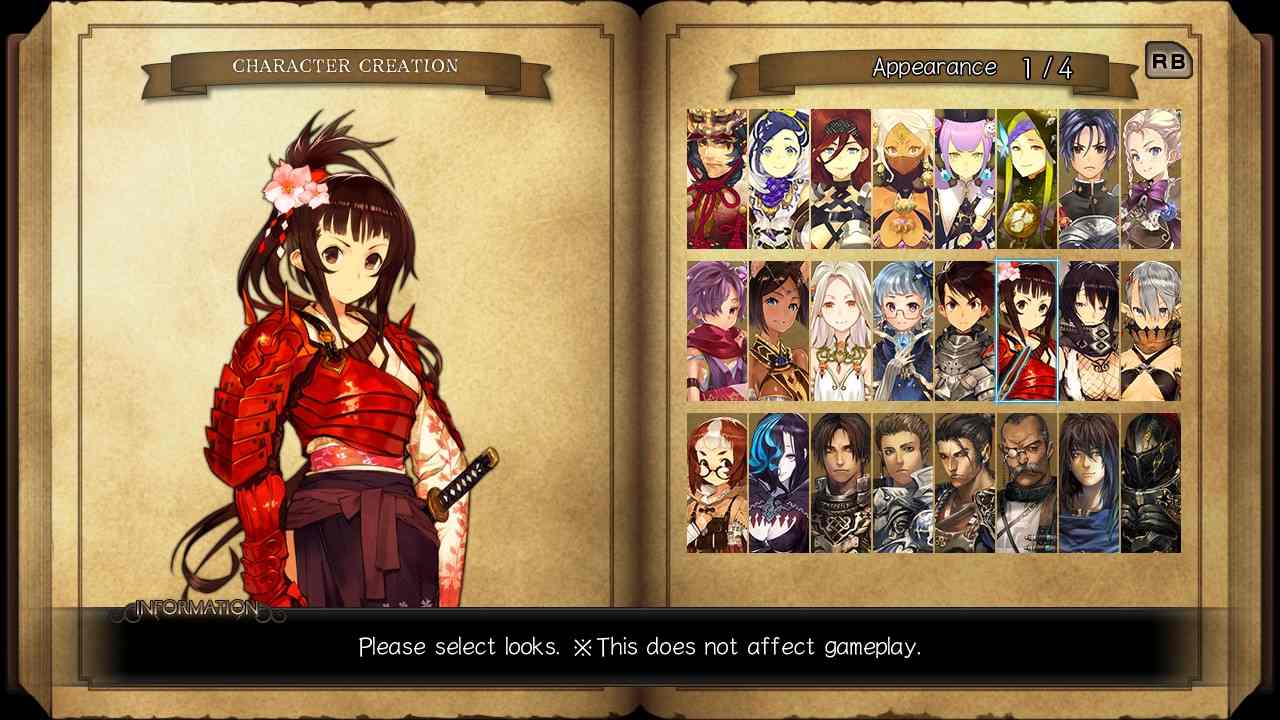 CHARACTER CREATION
Appearance 1/4
RB
INFORMATION
Please select looks. ※This does not affect gameplay.